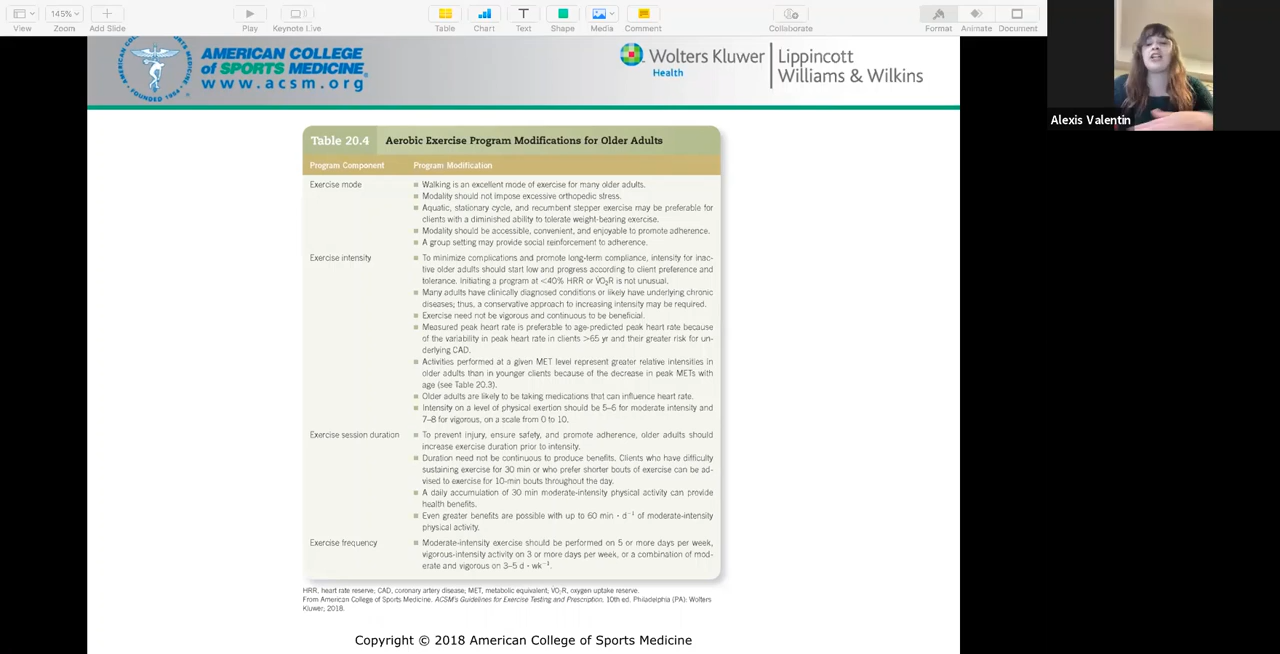 145%
View
Zoom
Add Slide
Play
Keynote Live
Table
Chart
Text
Shape
Media
Comment
Collaborate
Format
Animate
Document
AMERICAN COLLEGE
of SPORTS MEDICINE®
www.acsm.org
AMERICAN COLLEGE OF SPORTS MEDICINE
FOUNDED 1954
Wolters Kluwer
Health
Lippincott
Williams & Wilkins
Alexis Valentin
Table 20.4 Aerobic Exercise Program Modifications for Older Adults
Program Component Program Modification
Exercise mode
■ Walking is an excellent mode of exercise for many older adults.
■ Modality should not impose excessive orthopedic stress.
■ Aquatic, stationary cycle, and recumbent stepper exercise may be preferable for
clients with a diminished ability to tolerate weight-bearing exercise.
■ Modality should be accessible, convenient, and enjoyable to promote adherence.
■ A group setting may provide social reinforcement to adherence.
Exercise intensity
■ To minimize complications and promote long-term compliance, intensity for inac-
tive older adults should start low and progress according to client preference and
tolerance. Initiating a program at <40% HRR or V̇O₂R is not unusual.
■ Many adults have clinically diagnosed conditions or likely have underlying chronic
diseases; thus, a conservative approach to increasing intensity may be required.
■ Exercise need not be vigorous and continuous to be beneficial.
■ Measured peak heart rate is preferable to age-predicted peak heart rate because
of the variability in peak heart rate in clients >65 yr and their greater risk for un-
derlying CAD.
■ Activities performed at a given MET level represent greater relative intensities in
older adults than in younger clients because of the decrease in peak METs with
age (see Table 20.3).
■ Older adults are likely to be taking medications that can influence heart rate.
■ Intensity on a level of physical exertion should be 5–6 for moderate intensity and
7–8 for vigorous, on a scale from 0 to 10.
Exercise session duration
■ To prevent injury, ensure safety, and promote adherence, older adults should
increase exercise duration prior to intensity.
■ Duration need not be continuous to produce benefits. Clients who have difficulty
sustaining exercise for 30 min or who prefer shorter bouts of exercise can be ad-
vised to exercise for 10-min bouts throughout the day.
■ A daily accumulation of 30 min moderate-intensity physical activity can provide
health benefits.
■ Even greater benefits are possible with up to 60 min · d⁻¹ of moderate-intensity
physical activity.
Exercise frequency
■ Moderate-intensity exercise should be performed on 5 or more days per week,
vigorous-intensity activity on 3 or more days per week, or a combination of mod-
erate and vigorous on 3–5 d · wk⁻¹.
HRR, heart rate reserve; CAD, coronary artery disease; MET, metabolic equivalent; V̇O₂R, oxygen uptake reserve.
From American College of Sports Medicine. ACSM's Guidelines for Exercise Testing and Prescription. 10th ed. Philadelphia (PA): Wolters
Kluwer; 2018.
Copyright © 2018 American College of Sports Medicine